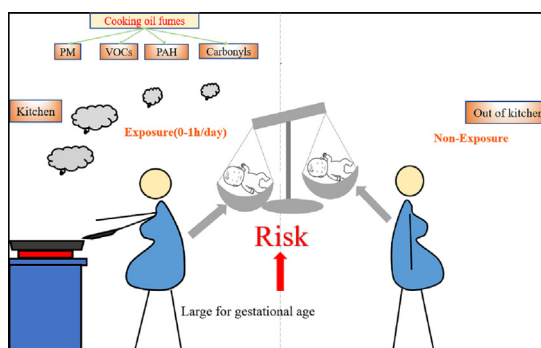 Cooking oil fumes
PM
VOCs
PAH
Carbonyls
Kitchen
Out of kitchen
Exposure(0-1h/day)
Non-Exposure
Risk
Large for gestational age